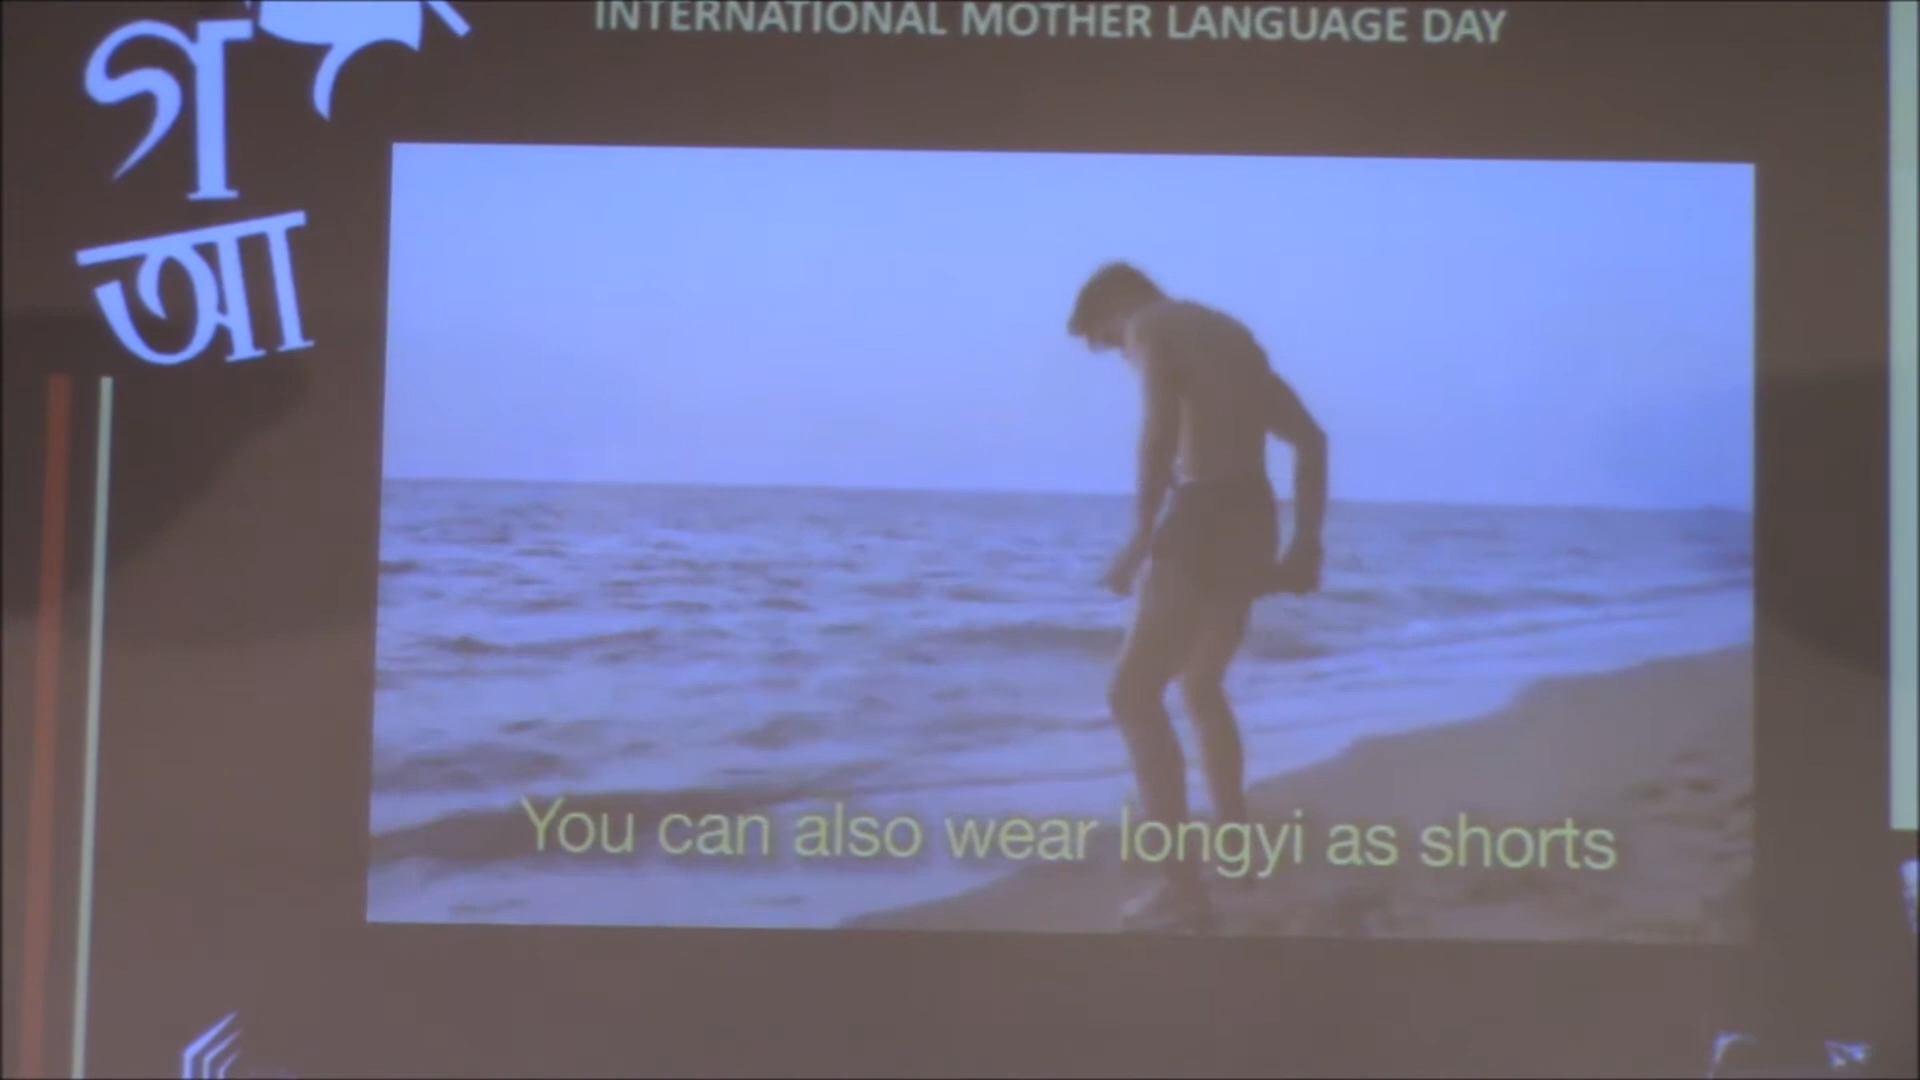 INTERNATIONAL MOTHER LANGUAGE DAY
গ
আ
You can also wear longyi as shorts